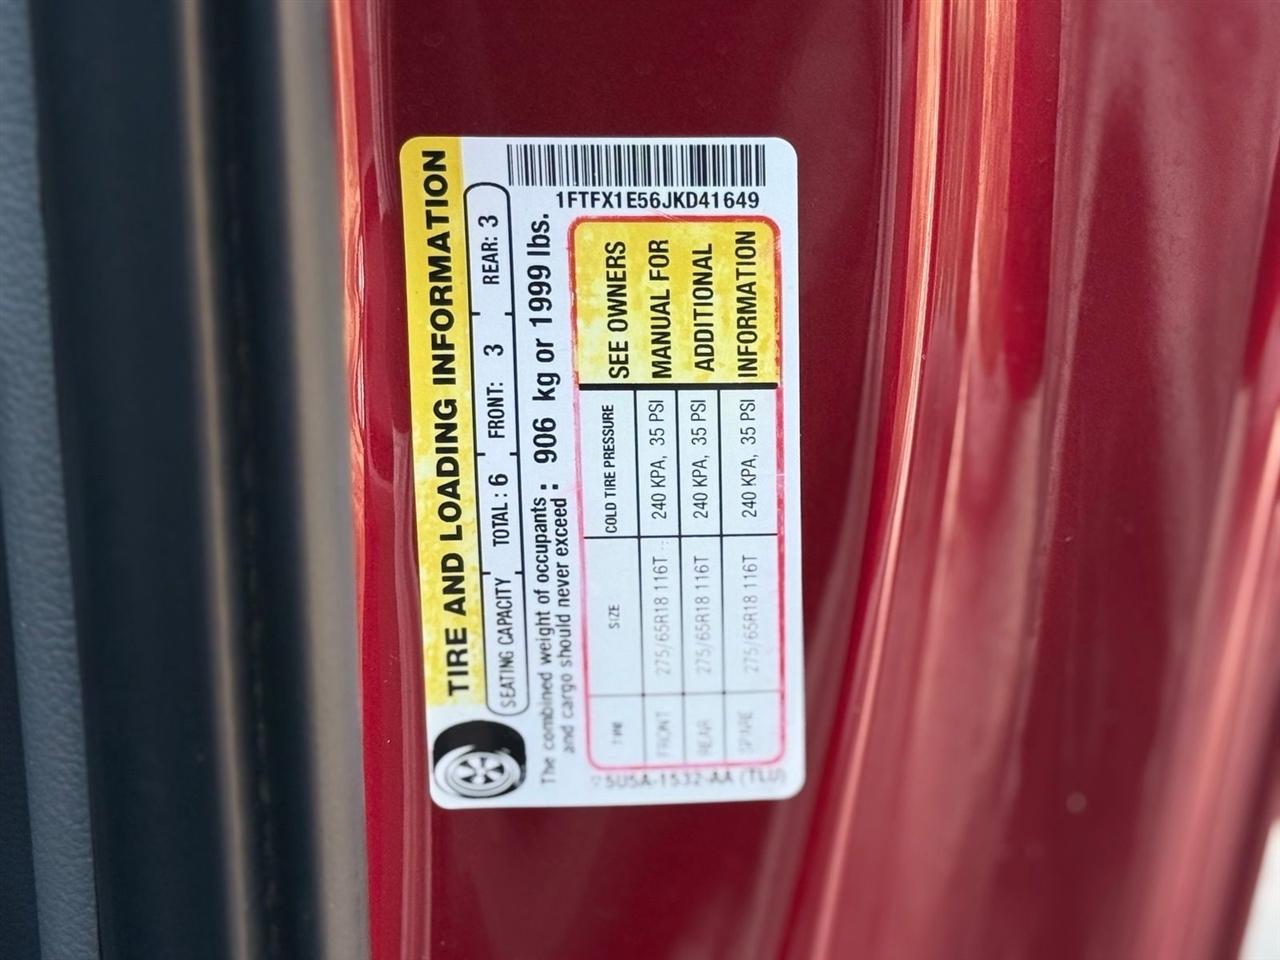 TIRE AND LOADING INFORMATION
SEATING CAPACITY TOTAL : 6 FRONT: 3 REAR: 3
The combined weight of occupants
and cargo should never exceed : 906 kg or 1999 lbs.
1FTFX1E56JKD41649
SIZE COLD TIRE PRESSURE
FRONT 275/65R18 116T 240 KPA, 35 PSI
REAR 275/65R18 116T 240 KPA, 35 PSI
SPARE 275/65R18 116T 240 KPA, 35 PSI
SEE OWNERS
MANUAL FOR
ADDITIONAL
INFORMATION
5U5A-1532-AA (TLU)